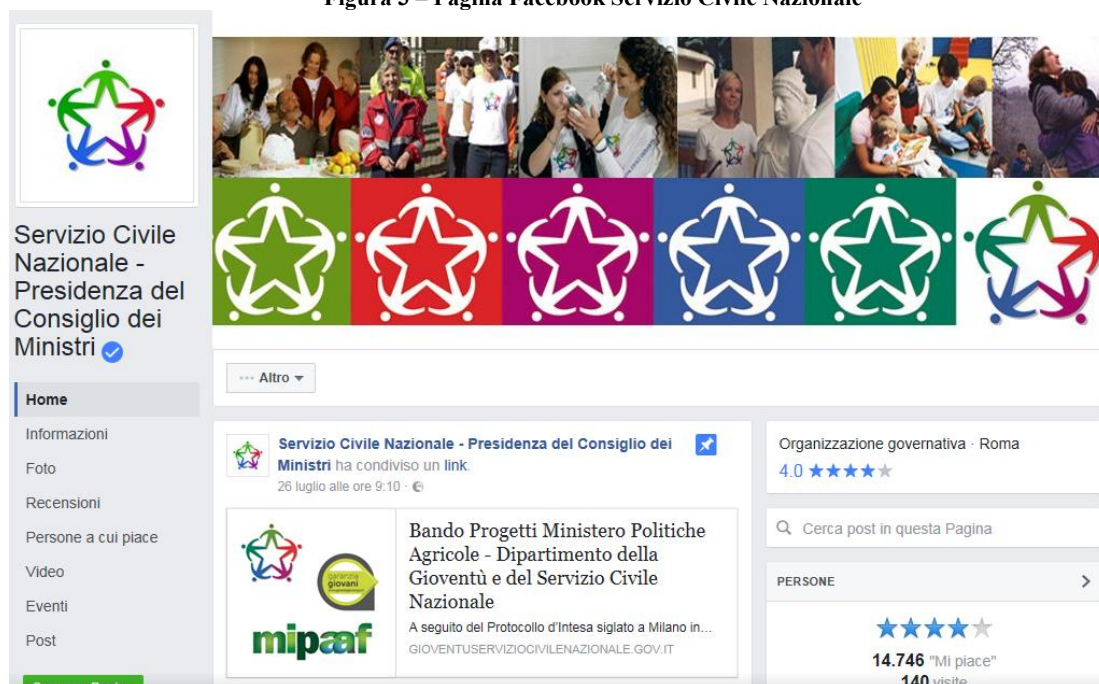 Figura 3 – Pagina Facebook Servizio Civile Nazionale
Servizio Civile
Nazionale -
Presidenza del
Consiglio dei
Ministri
Home
Informazioni
Foto
Recensioni
Persone a cui piace
Video
Eventi
Post
Altro
Servizio Civile Nazionale - Presidenza del Consiglio dei
Ministri ha condiviso un link.
26 luglio alle ore 9:10
garanzia
giovani
mipaaf
Bando Progetti Ministero Politiche
Agricole - Dipartimento della
Gioventù e del Servizio Civile
Nazionale
A seguito del Protocollo d'Intesa siglato a Milano in...
GIOVENTUSERVIZIOCIVILENAZIONALE.GOV.IT
Organizzazione governativa · Roma
4.0
Cerca post in questa Pagina
PERSONE
14.746 "Mi piace"
140 visite